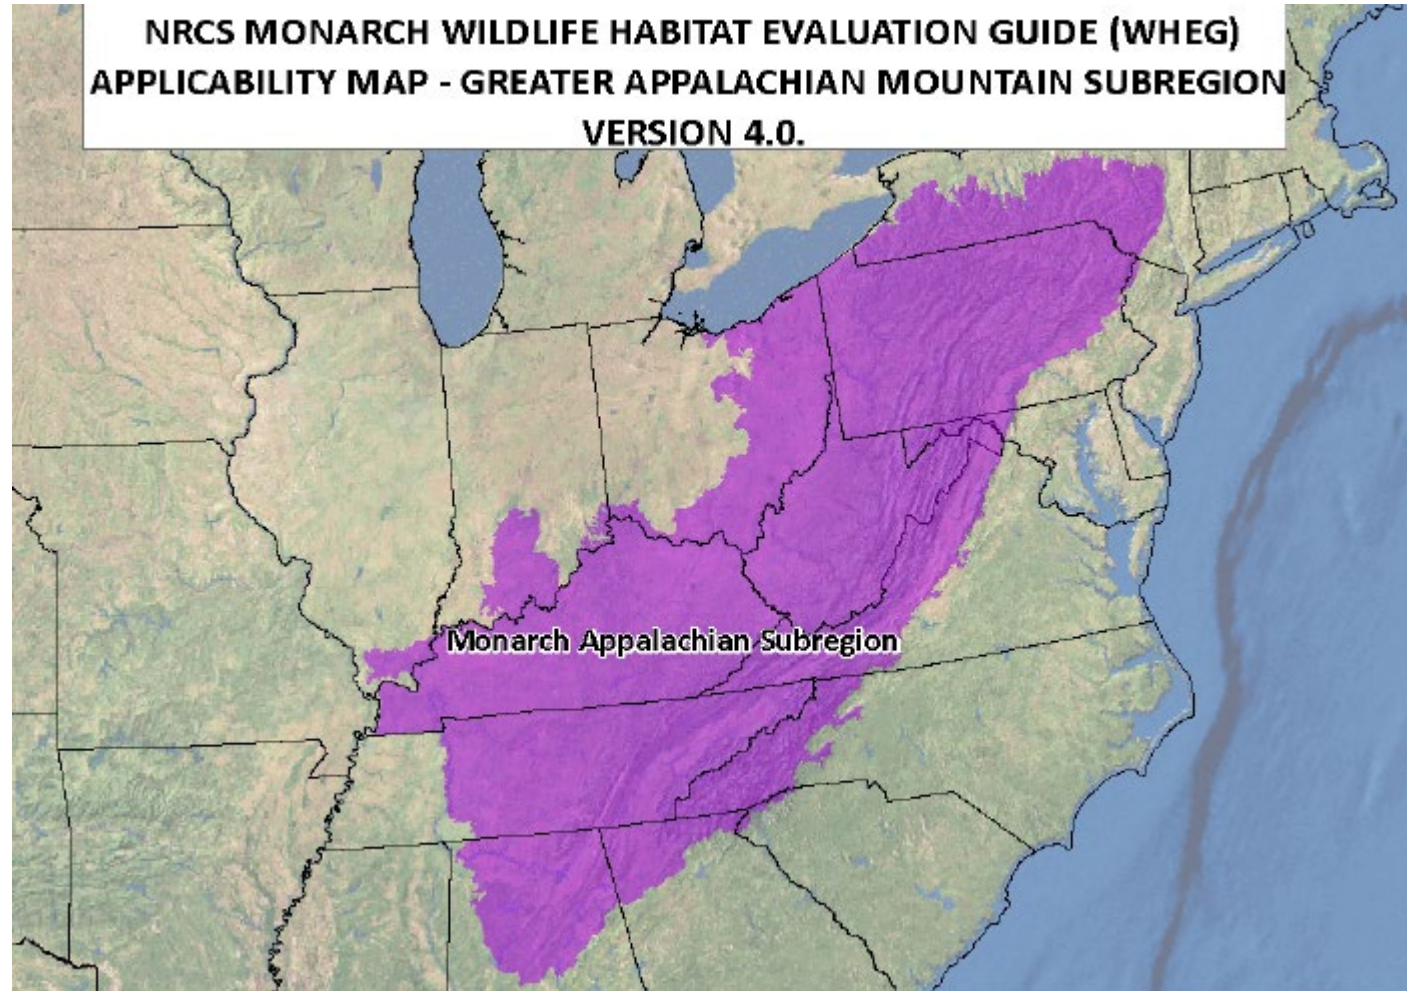 NRCS MONARCH WILDLIFE HABITAT EVALUATION GUIDE (WHEG)
APPLICABILITY MAP - GREATER APPALACHIAN MOUNTAIN SUBREGION
VERSION 4.0.
Monarch Appalachian Subregion